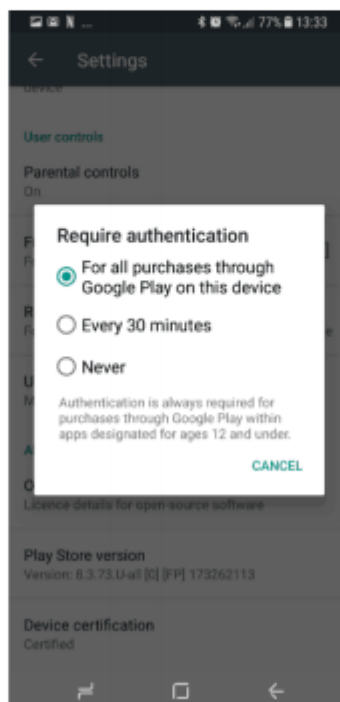 77% 13:33
Settings
device
User controls
Parental controls
On
Require authentication
For all purchases through
Google Play on this device
Every 30 minutes
Never
Authentication is always required for
purchases through Google Play within
apps designated for ages 12 and under.
CANCEL
Licence details for open-source software
Play Store version
Version: 8.3.73.U-all [0] [FP] 173262113
Device certification
Certified